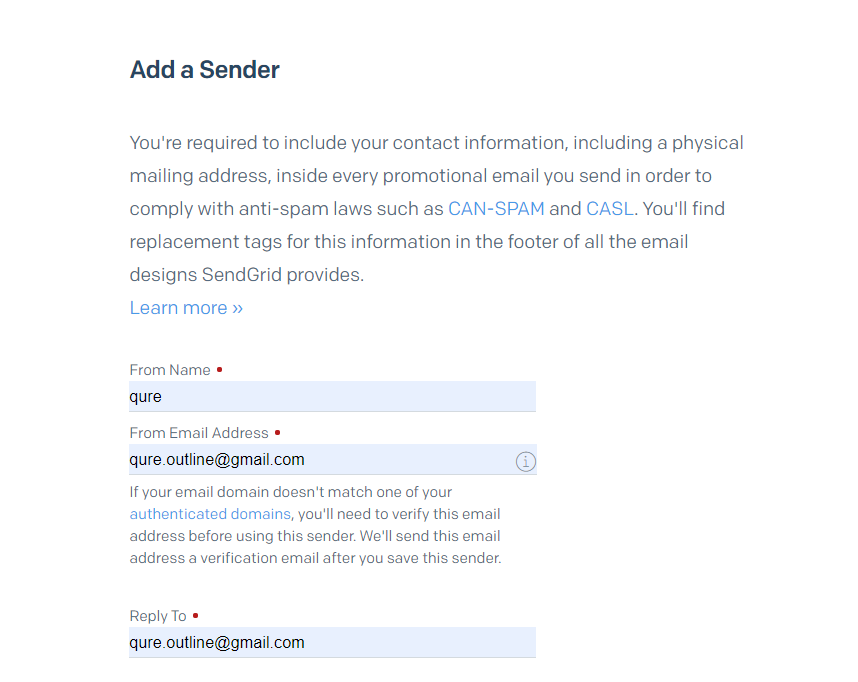 Add a Sender
You're required to include your contact information, including a physical
mailing address, inside every promotional email you send in order to
comply with anti-spam laws such as CAN-SPAM and CASL. You'll find
replacement tags for this information in the footer of all the email
designs SendGrid provides.
Learn more »
From Name •
qure
From Email Address •
qure.outline@gmail.com
If your email domain doesn't match one of your
authenticated domains, you'll need to verify this email
address before using this sender. We'll send this email
address a verification email after you save this sender.
Reply To •
qure.outline@gmail.com